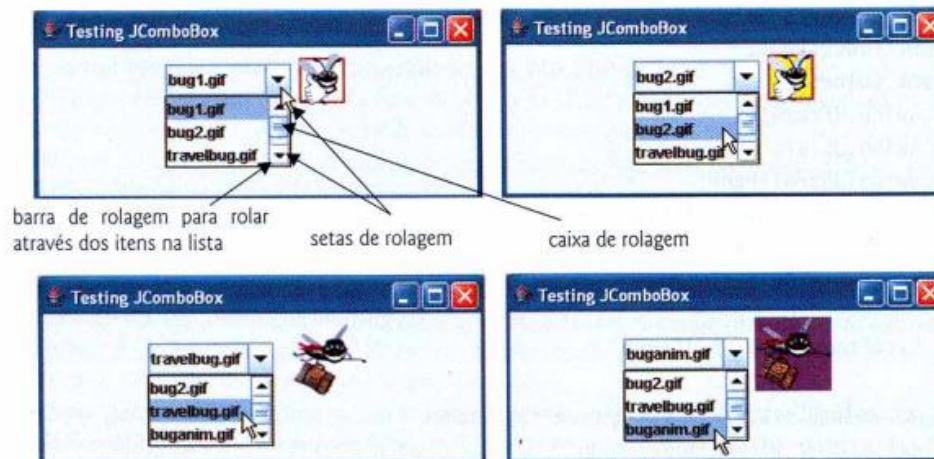 Testing JComboBox
bug1.gif
bug1.gif
bug2.gif
travelbug.gif
Testing JComboBox
bug2.gif
bug1.gif
bug2.gif
travelbug.gif
barra de rolagem para rolar
através dos itens na lista
setas de rolagem
caixa de rolagem
Testing JComboBox
travelbug.gif
bug2.gif
travelbug.gif
buganim.gif
Testing JComboBox
buganim.gif
bug2.gif
travelbug.gif
buganim.gif